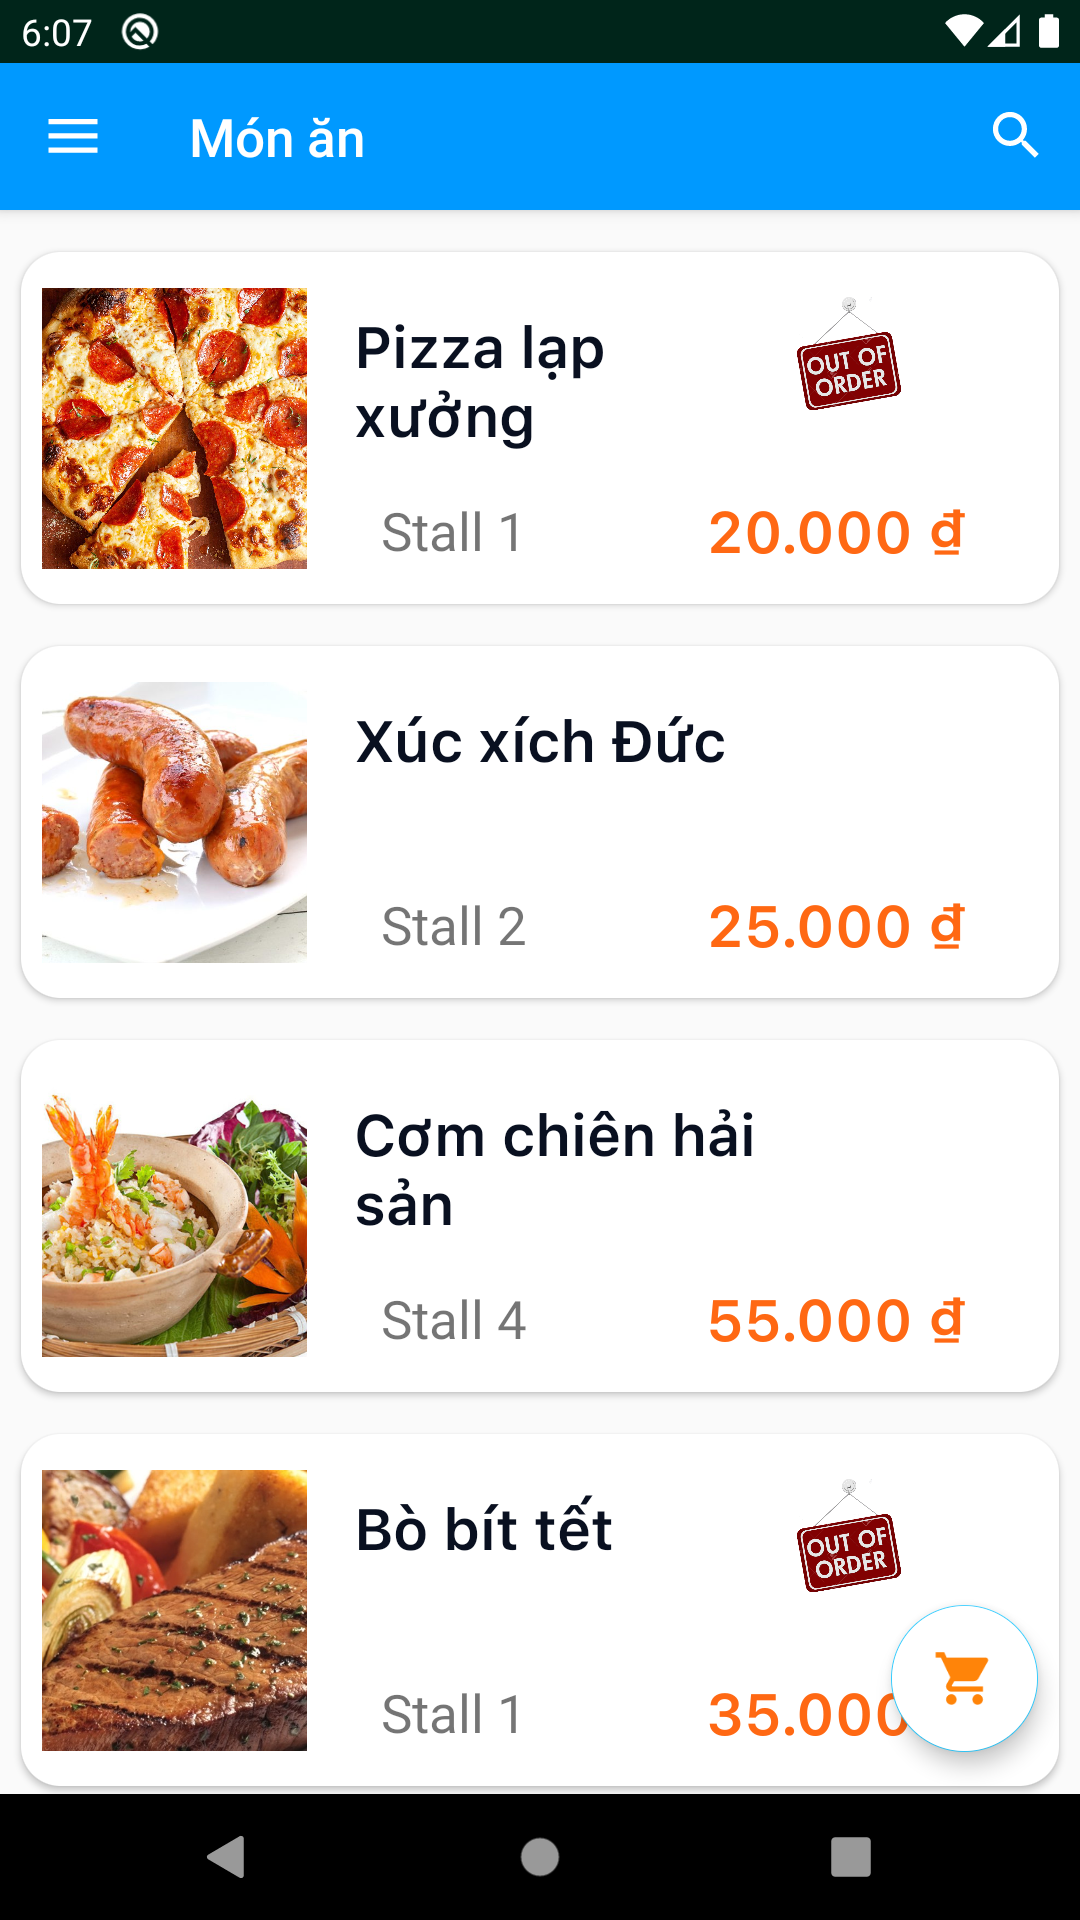 6:07
Món ăn
Pizza lạp
xưởng
OUT OF
ORDER
Stall 1
20.000 ₫
Xúc xích Đức
Stall 2
25.000 ₫
Cơm chiên hải
sản
Stall 4
55.000 ₫
Bò bít tết
OUT OF
ORDER
Stall 1
35.000